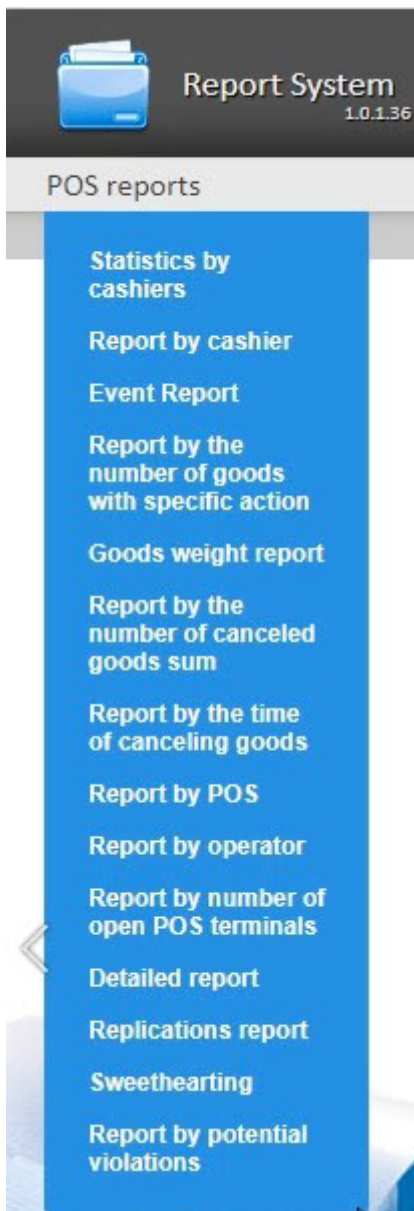 Report System
1.0.1.36
POS reports
Statistics by
cashiers
Report by cashier
Event Report
Report by the
number of goods
with specific action
Goods weight report
Report by the
number of canceled
goods sum
Report by the time
of canceling goods
Report by POS
Report by operator
Report by number of
open POS terminals
Detailed report
Replications report
Sweethearting
Report by potential
violations